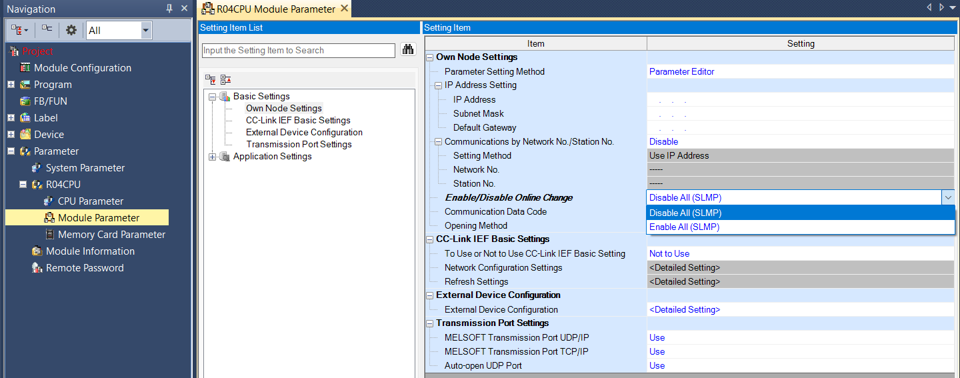 Navigation
R04CPU Module Parameter
All
Project
Module Configuration
Program
FB/FUN
Label
Device
Parameter
System Parameter
R04CPU
CPU Parameter
Module Parameter
Memory Card Parameter
Module Information
Remote Password
Setting Item List
Input the Setting Item to Search
Basic Settings
Own Node Settings
CC-Link IEF Basic Settings
External Device Configuration
Transmission Port Settings
Application Settings
Setting Item
Item Setting
Own Node Settings
Parameter Setting Method Parameter Editor
IP Address Setting
IP Address . . .
Subnet Mask . . .
Default Gateway . . .
Communications by Network No./Station No. Disable
Setting Method Use IP Address
Network No. -----
Station No. -----
Enable/Disable Online Change Disable All (SLMP)
Communication Data Code Disable All (SLMP)
Opening Method Enable All (SLMP)
CC-Link IEF Basic Settings
To Use or Not to Use CC-Link IEF Basic Setting Not to Use
Network Configuration Settings <Detailed Setting>
Refresh Settings <Detailed Setting>
External Device Configuration
External Device Configuration <Detailed Setting>
Transmission Port Settings
MELSOFT Transmission Port UDP/IP Use
MELSOFT Transmission Port TCP/IP Use
Auto-open UDP Port Use